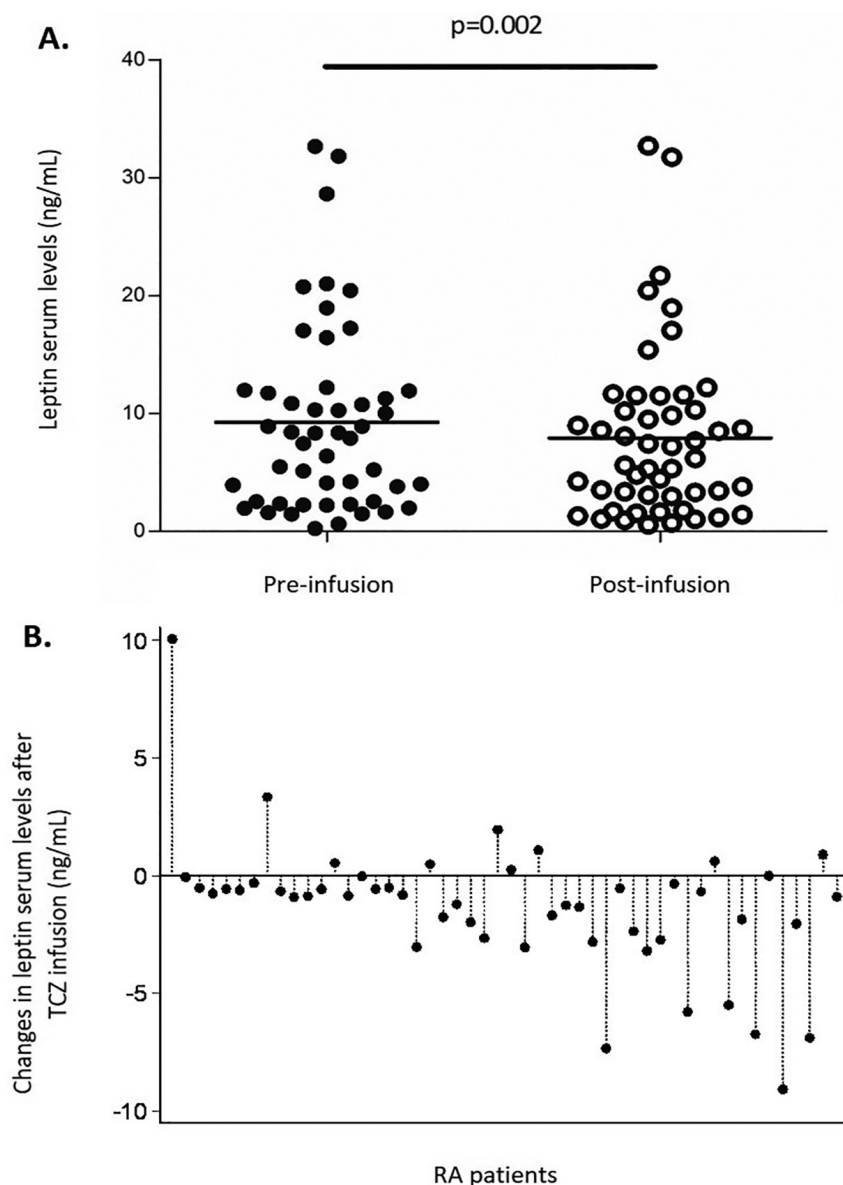 A.
p=0.002
40
30
20
10
0
Leptin serum levels (ng/mL)
Pre-infusion
Post-infusion
B.
10
5
0
-5
-10
Changes in leptin serum levels after
TCZ infusion (ng/mL)
RA patients